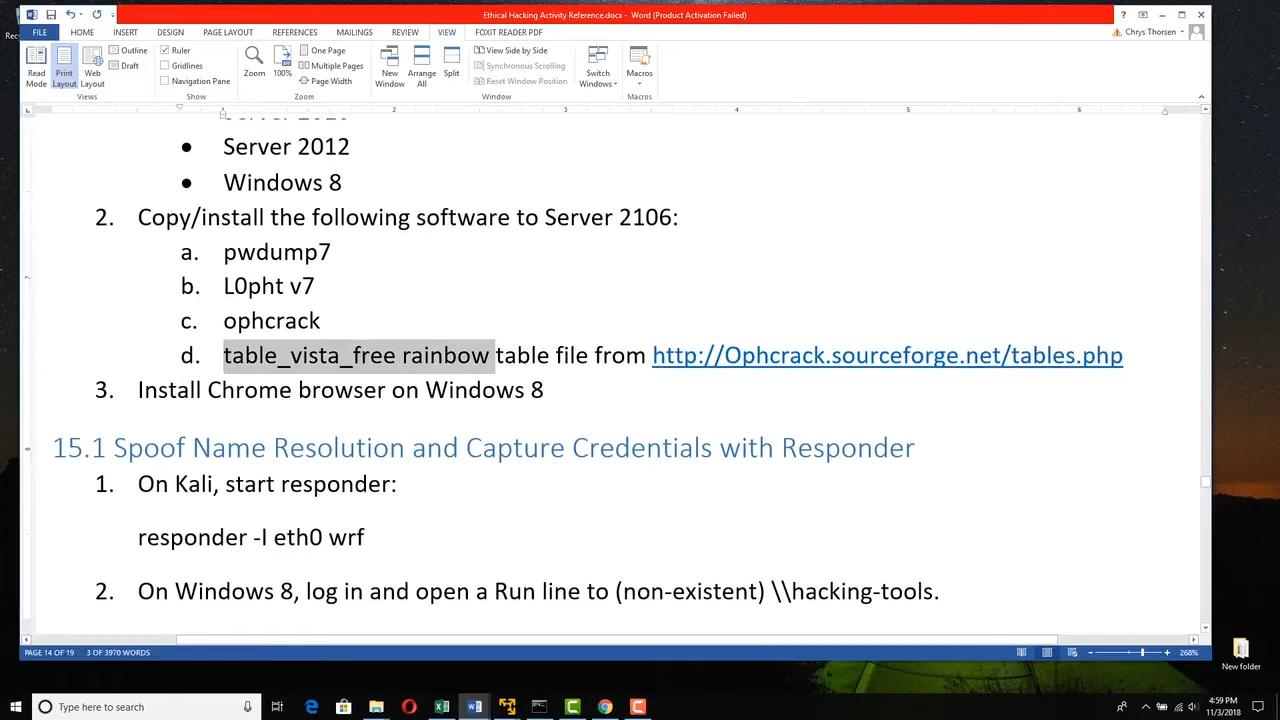 Ethical Hacking Activity Reference.docx - Word (Product Activation Failed)
FILE HOME INSERT DESIGN PAGE LAYOUT REFERENCES MAILINGS REVIEW VIEW FOXIT READER PDF Chrys Thorsen
Read Mode
Print Layout
Web Layout
Outline
Draft
Views
Ruler
Gridlines
Navigation Pane
Show
Zoom
100%
One Page
Multiple Pages
Page Width
Zoom
New Window
Arrange All
Split
View Side by Side
Synchronous Scrolling
Reset Window Position
Window
Switch Windows
Macros
Macros
2 3 4 5 6
• Server 2012
• Windows 8
2. Copy/install the following software to Server 2106:
a. pwdump7
b. L0pht v7
c. ophcrack
d. table_vista_free rainbow table file from http://Ophcrack.sourceforge.net/tables.php
3. Install Chrome browser on Windows 8
15.1 Spoof Name Resolution and Capture Credentials with Responder
1. On Kali, start responder:
responder -I eth0 wrf
2. On Windows 8, log in and open a Run line to (non-existent) \\hacking-tools.
PAGE 14 OF 19 3 OF 3970 WORDS 268%
New folder
Type here to search
4:59 PM
11/3/2018